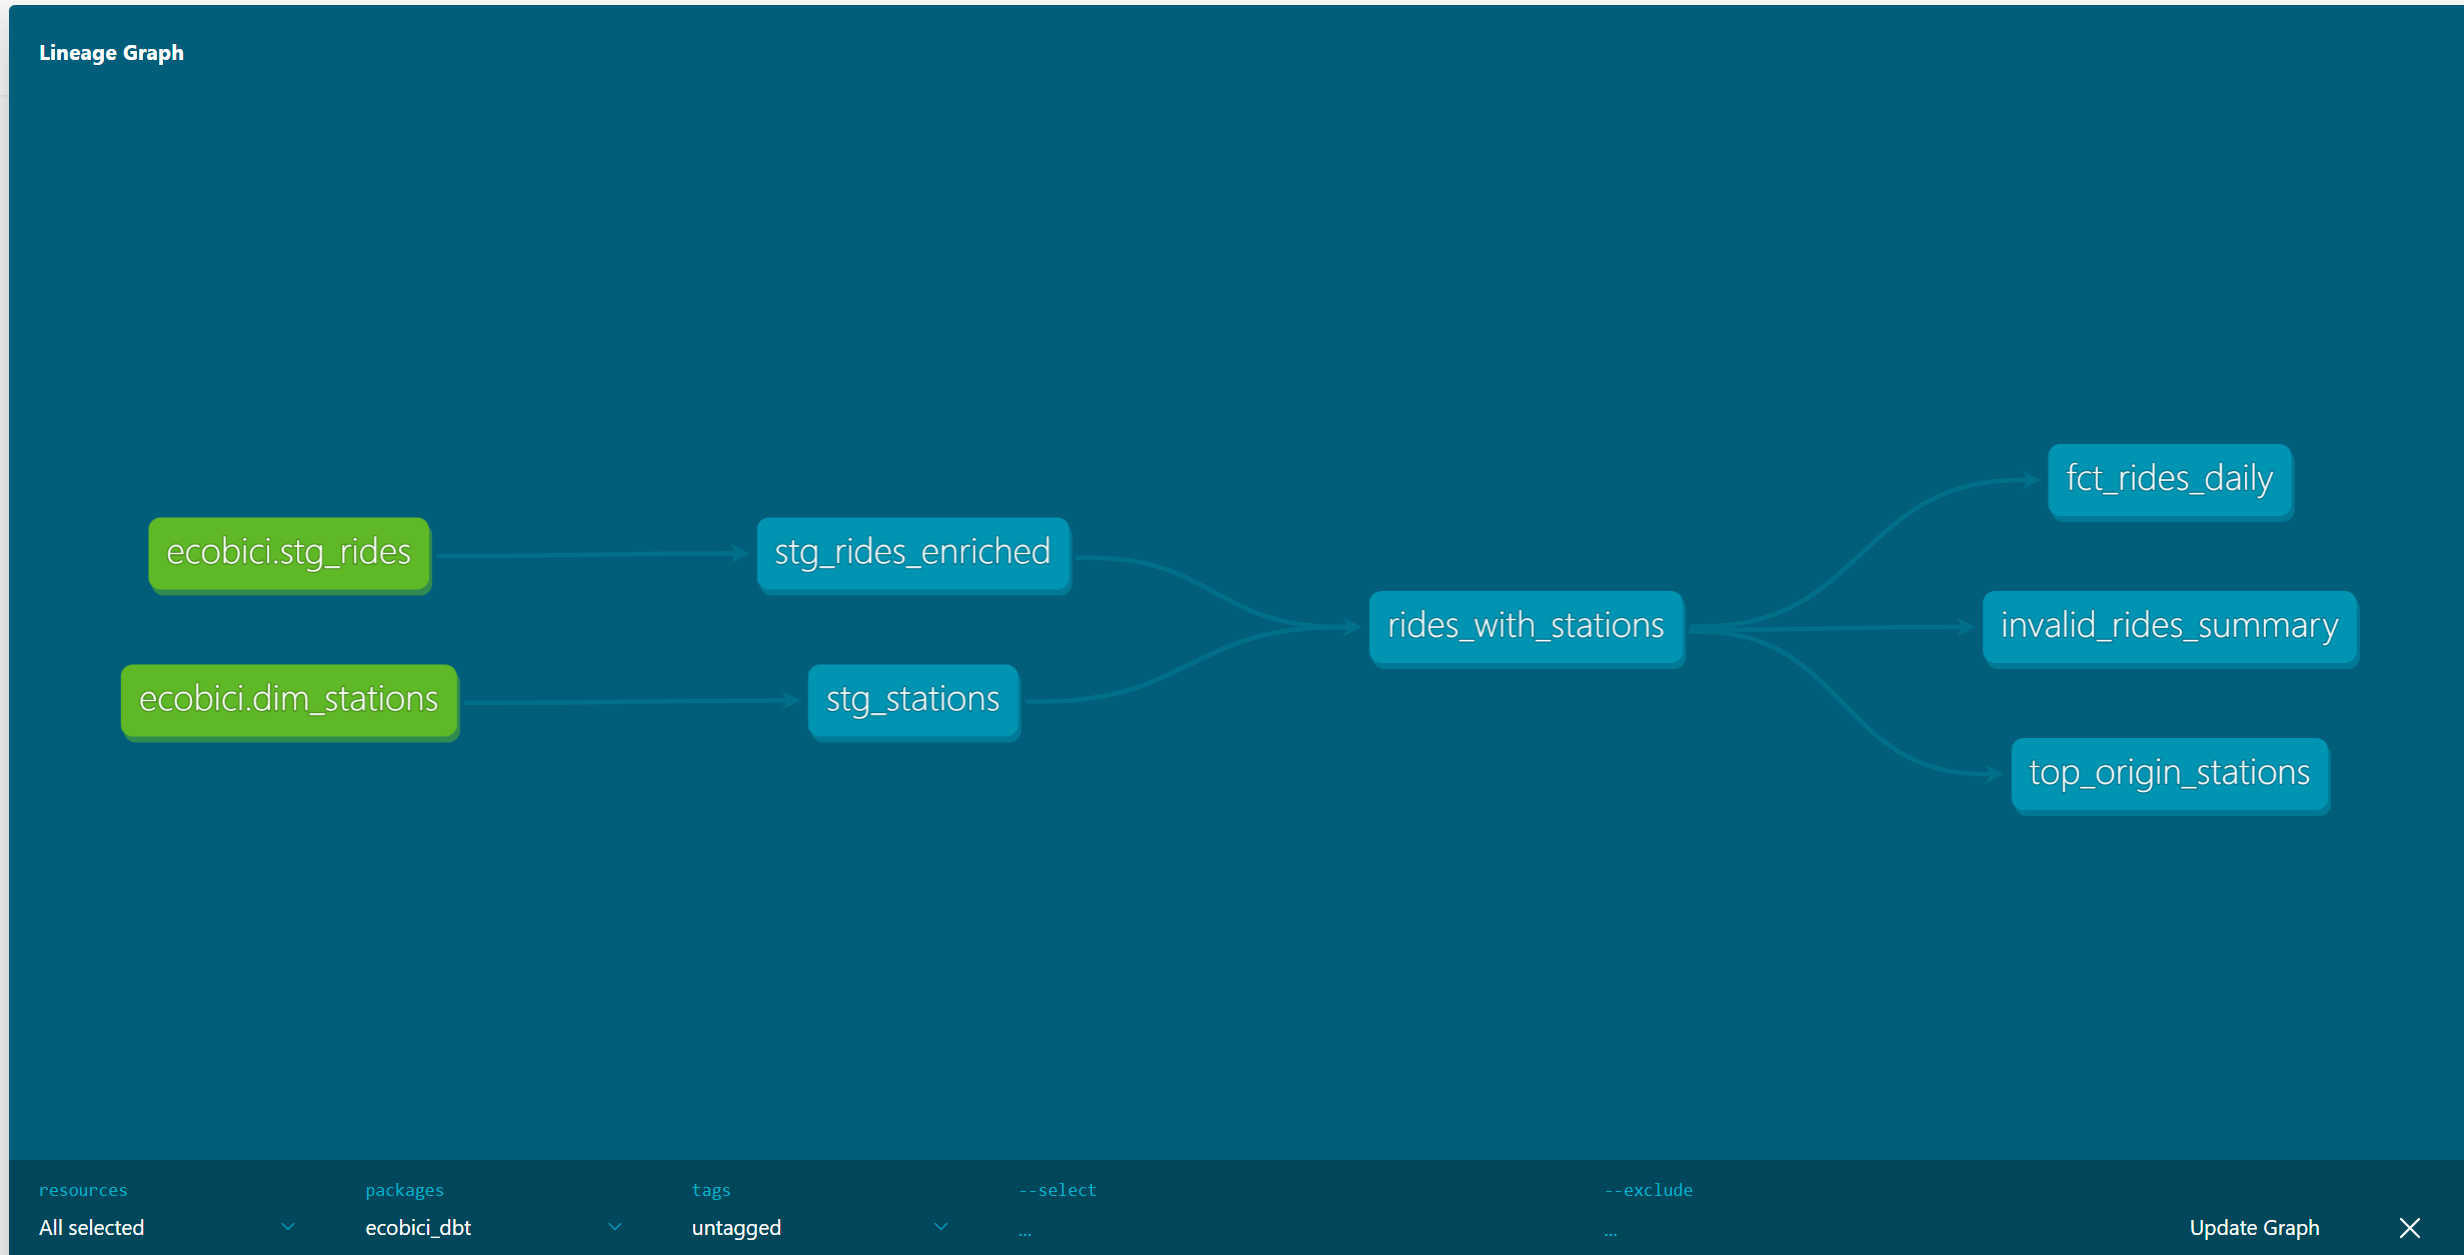 Lineage Graph
fct_rides_daily
ecobici.stg_rides
stg_rides_enriched
rides_with_stations
invalid_rides_summary
ecobici.dim_stations
stg_stations
top_origin_stations
resources
packages
tags
--select
--exclude
All selected
ecobici_dbt
untagged
...
...
Update Graph